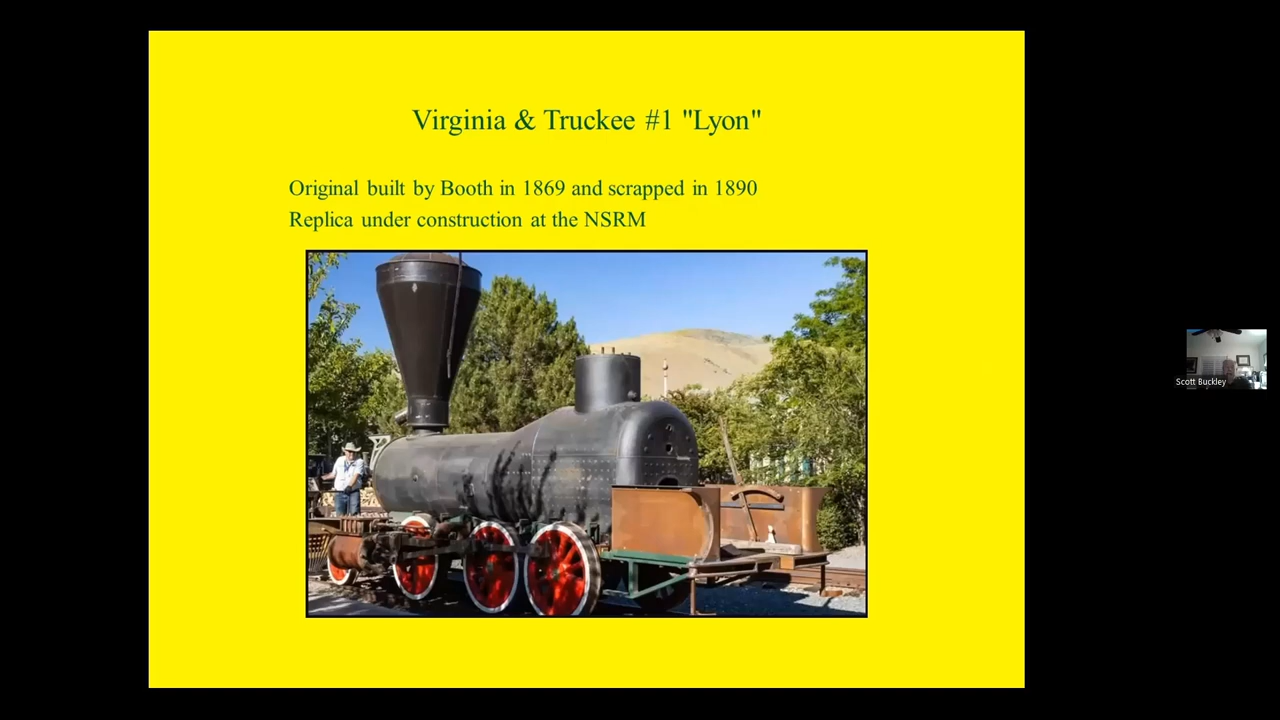 Virginia & Truckee #1 "Lyon"
Original built by Booth in 1869 and scrapped in 1890
Replica under construction at the NSRM
Scott Buckley